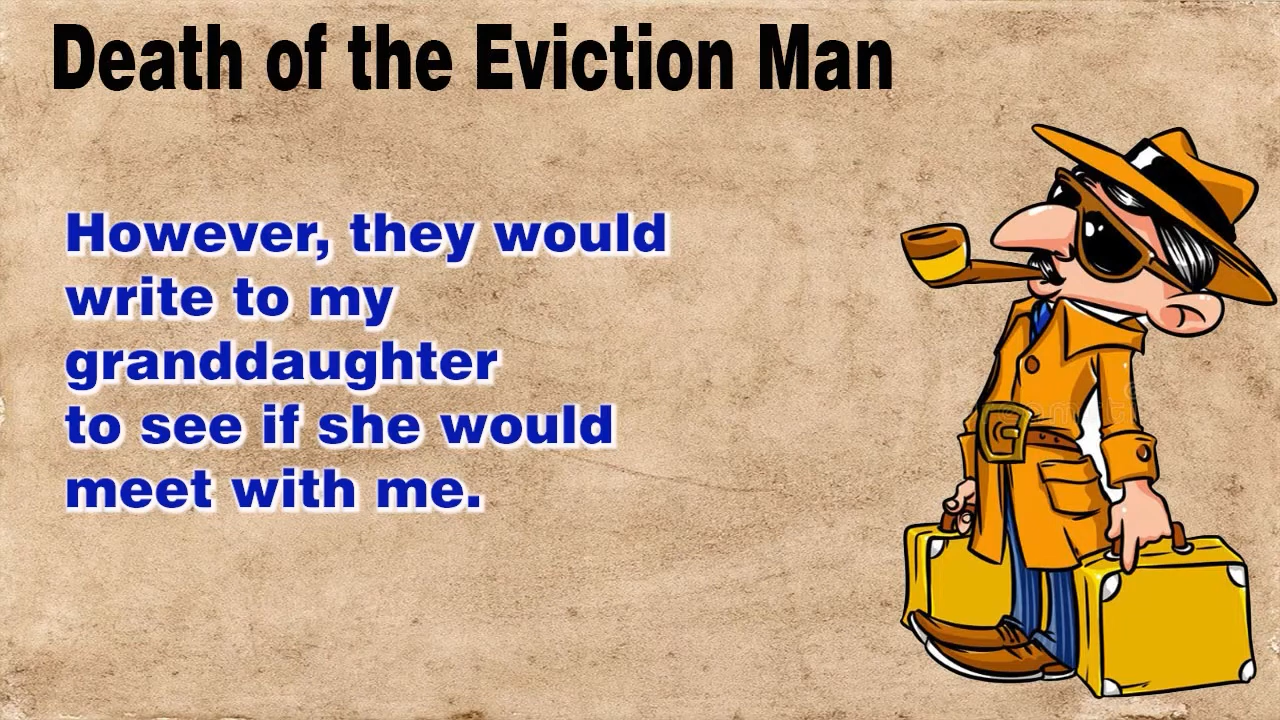 Death of the Eviction Man
However, they would
write to my
granddaughter
to see if she would
meet with me.